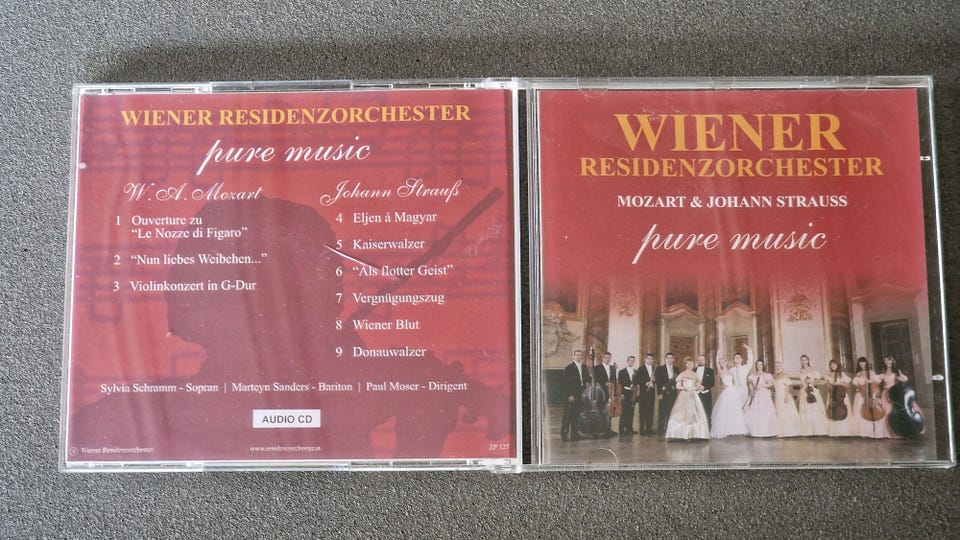 WIENER RESIDENZORCHESTER
pure music
W. A. Mozart
1 Ouverture zu
“Le Nozze di Figaro”
2 “Nun liebes Weibchen...”
3 Violinkonzert in G-Dur
Johann Strauß
4 Eljen á Magyar
5 Kaiserwalzer
6 “Als flotter Geist”
7 Vergnügungszug
8 Wiener Blut
9 Donauwalzer
Sylvia Schramm - Sopran | Marteyn Sanders - Bariton | Paul Moser - Dirigent
AUDIO CD
© Wiener Residenzorchester www.residenzorchester.at ZP 127
WIENER
RESIDENZORCHESTER
MOZART & JOHANN STRAUSS
pure music